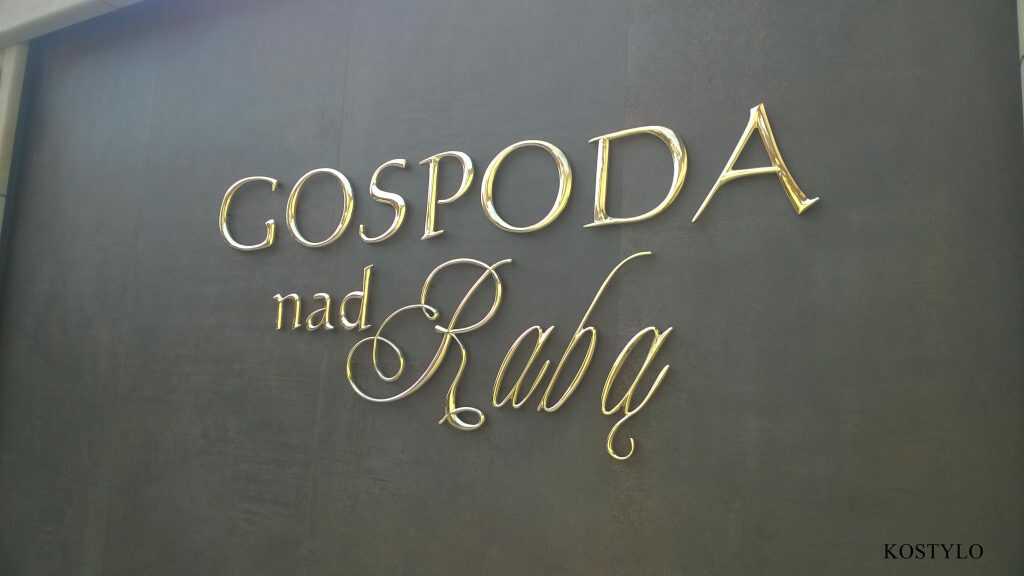 GOSPODA
nad Rabą
KOSTYLO